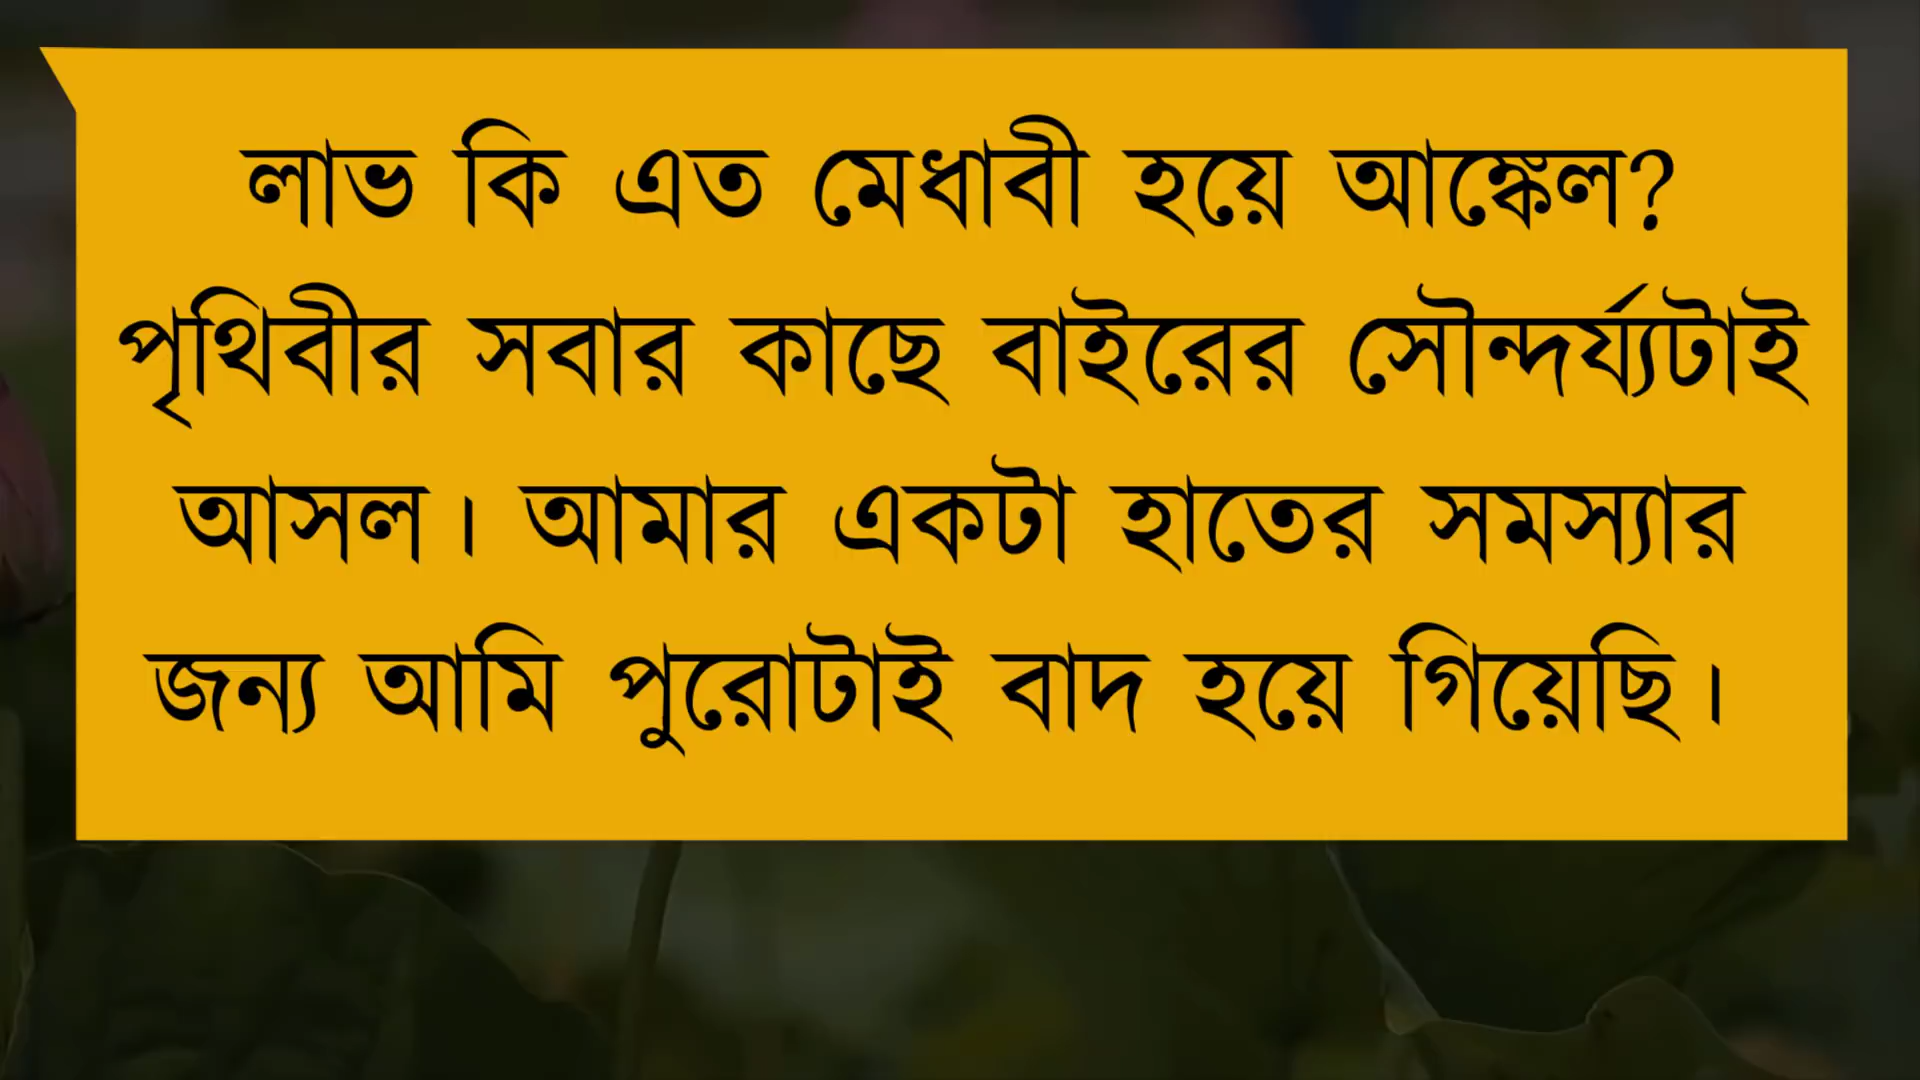 লাভ কি এত মেধাবী হয়ে আঙ্কেল?
পৃথিবীর সবার কাছে বাইরের সৌন্দর্য্যটাই
আসল। আমার একটা হাতের সমস্যার
জন্য আমি পুরোটাই বাদ হয়ে গিয়েছি।